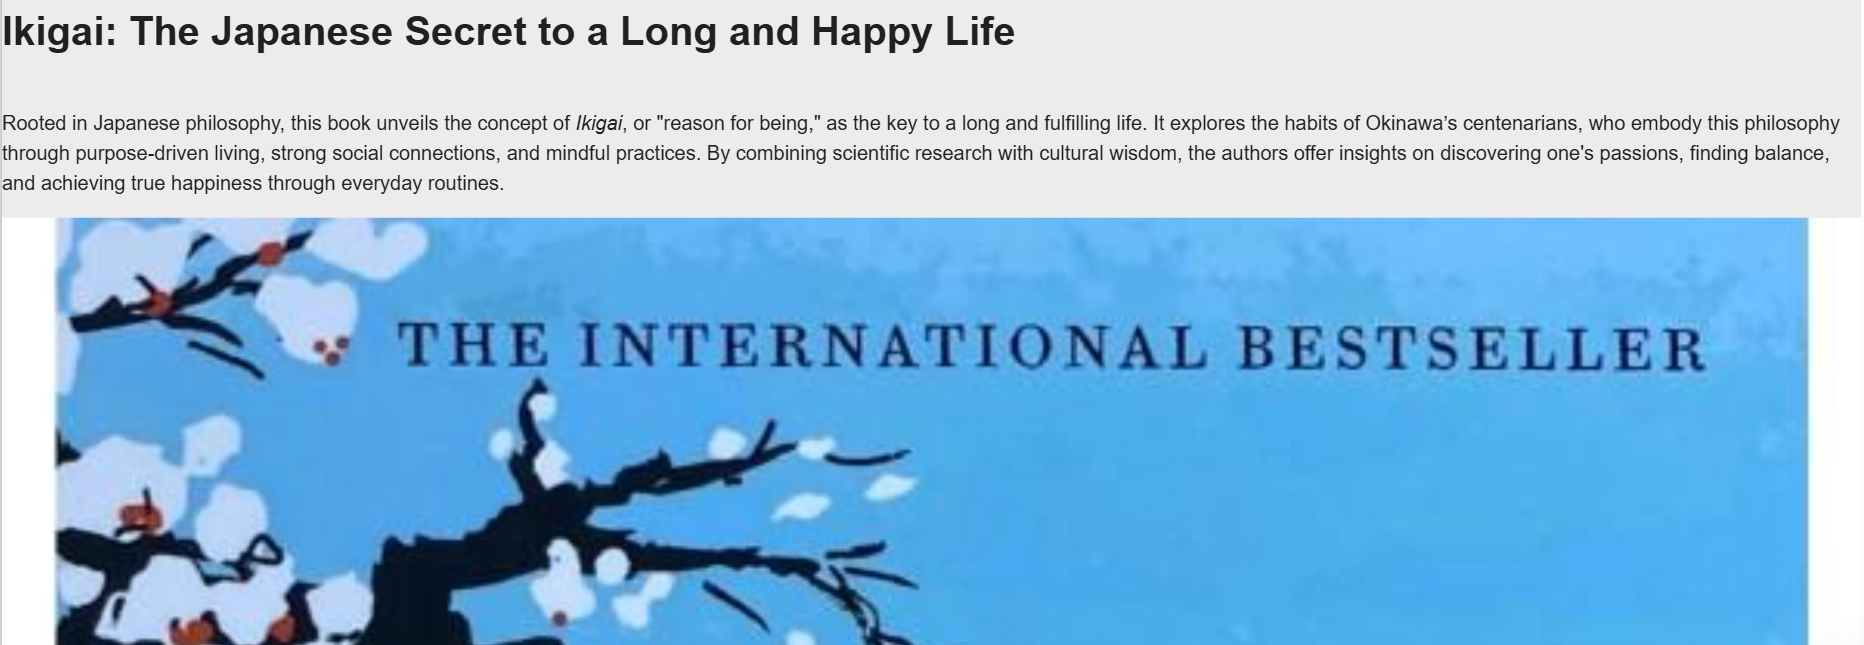 Ikigai: The Japanese Secret to a Long and Happy Life
Rooted in Japanese philosophy, this book unveils the concept of Ikigai, or "reason for being," as the key to a long and fulfilling life. It explores the habits of Okinawa’s centenarians, who embody this philosophy
through purpose-driven living, strong social connections, and mindful practices. By combining scientific research with cultural wisdom, the authors offer insights on discovering one's passions, finding balance,
and achieving true happiness through everyday routines.
THE INTERNATIONAL BESTSELLER